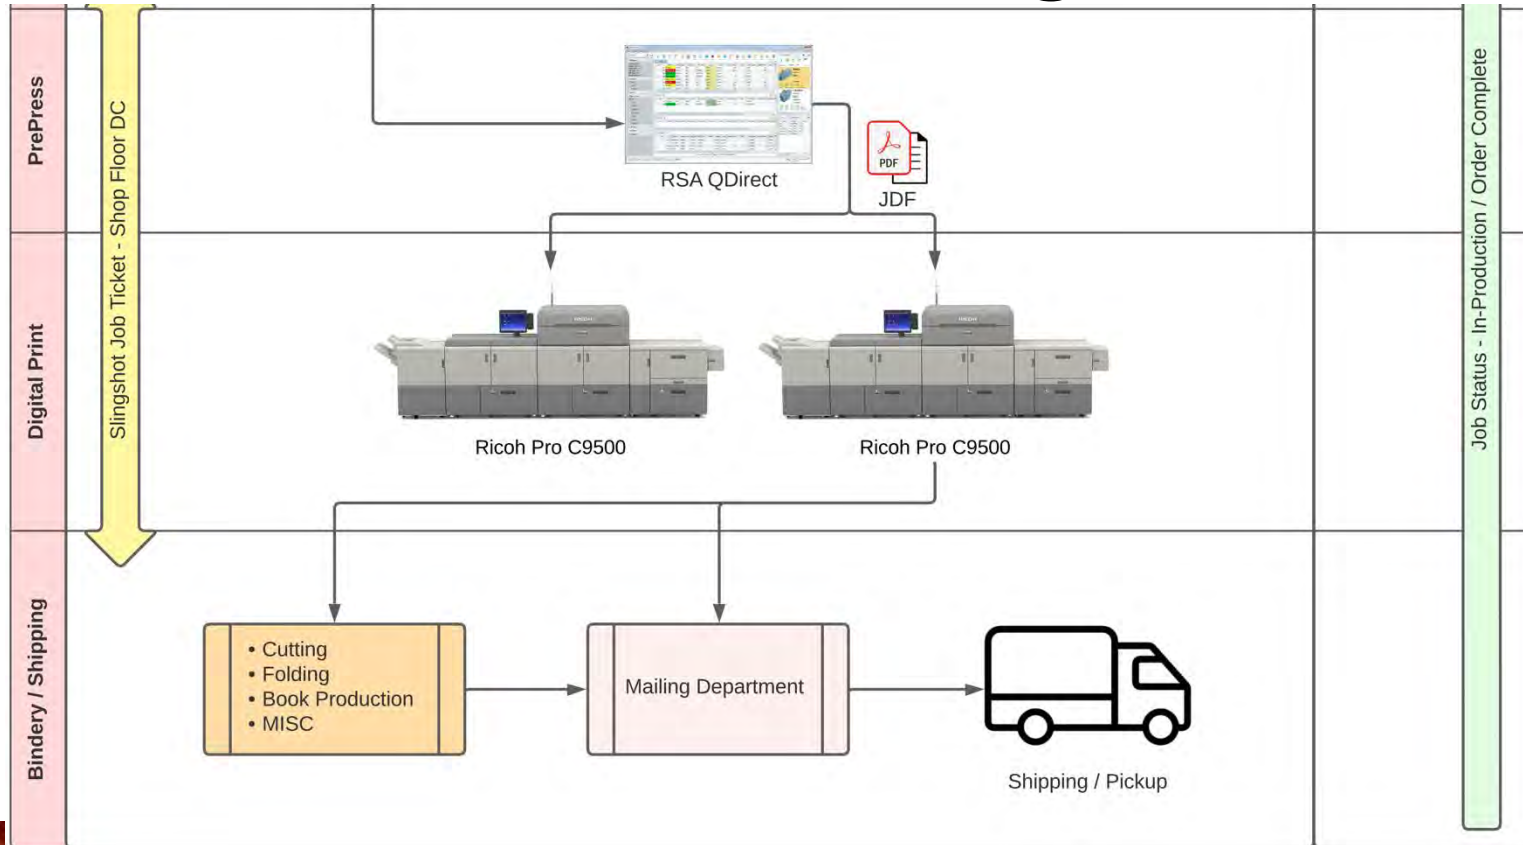 PrePress
Slingshot Job Ticket - Shop Floor DC
Job Status - In-Production / Order Complete
RSA QDirect
PDF
JDF
Digital Print
Ricoh Pro C9500
Ricoh Pro C9500
Bindery / Shipping
• Cutting
• Folding
• Book Production
• MISC
Mailing Department
Shipping / Pickup